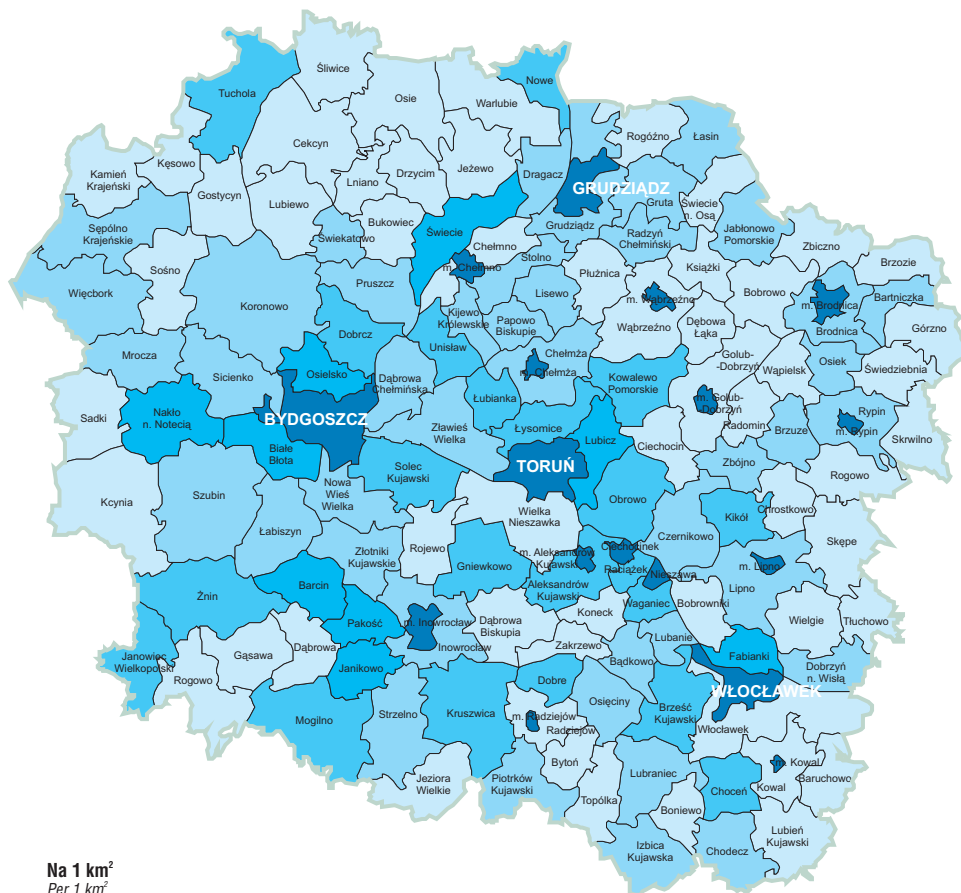 Śliwice
Tuchola
Nowe
Osie
Warlubie
Cekcyn
Rogóźno
Łasin
Kęsowo
Kamień
Krajeński
Lniano
Drzycim
Jeżewo
Dragacz
GRUDZIADZ
Gostycyn
Lubiewo
Bukowiec
Gruta
Świecie
n. Osą
Sępólno
Krajeńskie
Świekatowo
Świecie
Grudziądz
Radzyń
Chełmiński
Jabłonowo
Pomorskie
Chełmno
m. Chełmno
Stolno
Zbiczno
Sośno
Pruszcz
Płużnica
Książki
Brzozie
Więcbork
Koronowo
Lisewo
m. Wąbrzeźno
Bobrowo
m. Brodnica
Bartniczka
Kijewo
Królewskie
Papowo
Biskupie
Wąbrzeźno
Dębowa
Łąka
Brodnica
Górzno
Dobrcz
Unisław
Mrocza
Sicienko
Osielsko
Dąbrowa
Chełmińska
Chełmża
m. Chełmża
Kowalewo
Pomorskie
Golub-
-Dobrzyń
Wąpielsk
Osiek
Świedziebnia
Sadki
Nakło
n. Notecią
BYDGOSZCZ
Łubianka
m. Golub-
Dobrzyń
Rypin
m. Rypin
Zławieś
Wielka
Łysomice
Lubicz
Ciechocin
Radomin
Brzuze
Skrwilno
Białe
Błota
Solec
Kujawski
TORUŃ
Zbójno
Rogowo
Kcynia
Szubin
Nowa
Wieś
Wielka
Wielka
Nieszawka
Obrowo
Kikół
Chrostkowo
Łabiszyn
Złotniki
Kujawskie
Rojewo
Czernikowo
Skępe
m. Aleksandrów
Kujawski
Ciechocinek
Raciążek
Nieszawa
m. Lipno
Gniewkowo
Żnin
Barcin
Aleksandrów
Kujawski
Waganiec
Bobrowniki
Lipno
Pakość
m. Inowrocław
Inowrocław
Dąbrowa
Biskupia
Koneck
Zakrzewo
Lubanie
Wielgie
Tłuchowo
Janowiec
Wielkopolski
Rogowo
Gąsawa
Dąbrowa
Janikowo
Bądkowo
Fabianki
Dobrzyń
n. Wisłą
WŁOCŁAWEK
Mogilno
Strzelno
Kruszwica
Dobre
Osięciny
Brześć
Kujawski
m. Radziejów
Radziejów
Włocławek
Bytoń
m. Kowal
Kowal
Baruchowo
Jeziora
Wielkie
Piotrków
Kujawski
Topólka
Lubraniec
Boniewo
Choceń
Lubień
Kujawski
Izbica
Kujawska
Chodecz
Na 1 km²
Per 1 km²